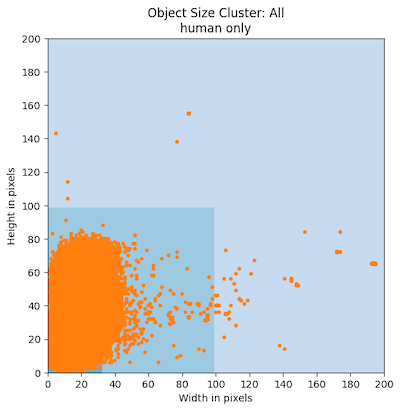 Object Size Cluster: All
human only
200
180
160
140
120
100
80
60
40
20
0
Height in pixels
0 20 40 60 80 100 120 140 160 180 200
Width in pixels